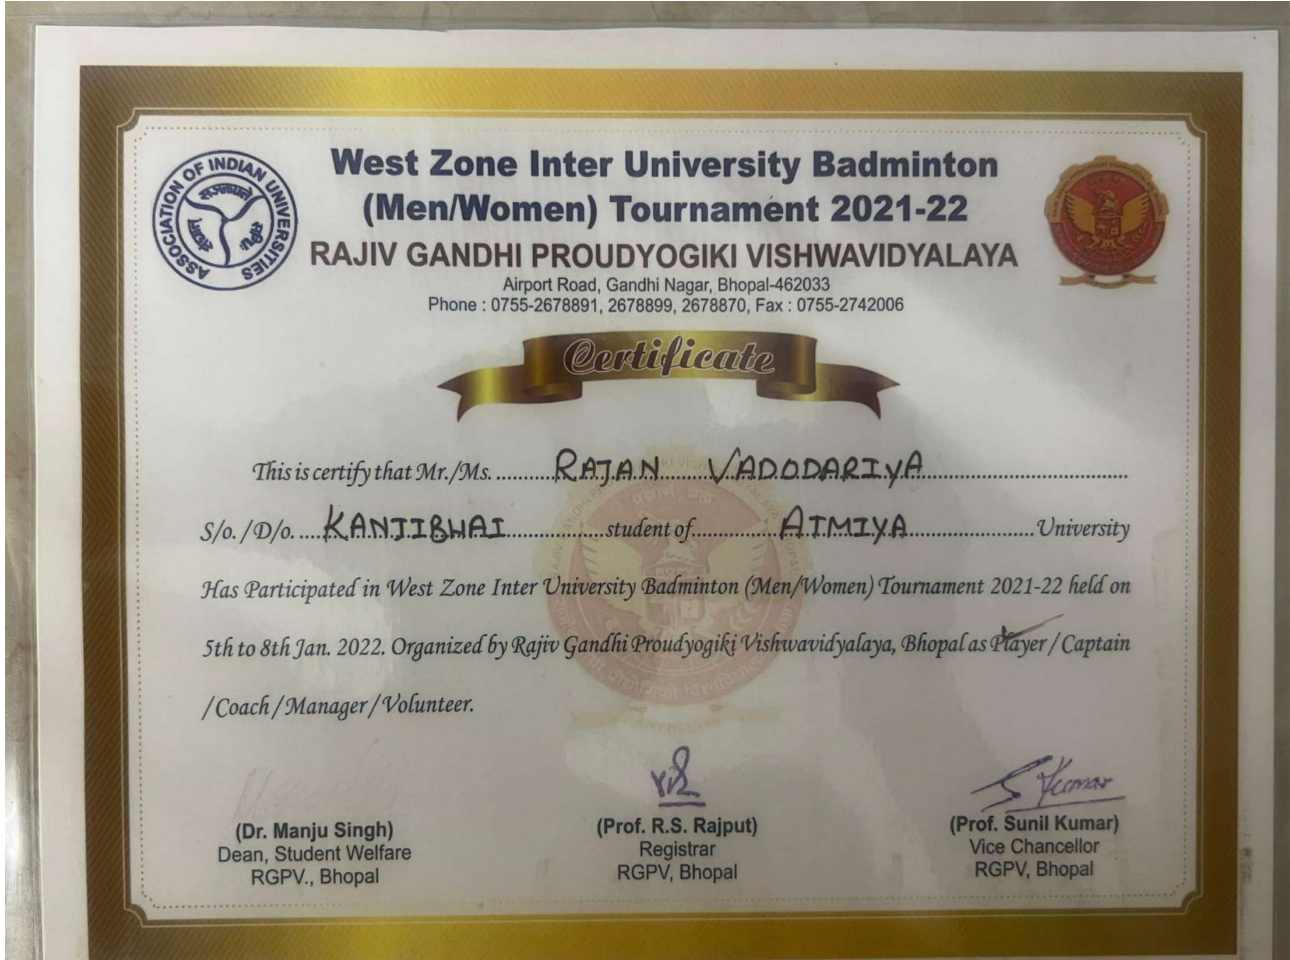 West Zone Inter University Badminton
(Men/Women) Tournament 2021-22
RAJIV GANDHI PROUDYOGIKI VISHWAVIDYALAYA
Airport Road, Gandhi Nagar, Bhopal-462033
Phone : 0755-2678891, 2678899, 2678870, Fax : 0755-2742006
ASSOCIATION OF INDIAN UNIVERSITIES
Certificate
This is certify that Mr./Ms. RAJAN VADODARIYA
S/o. /D/o. KANJIBHAI student of ATMIYA University
Has Participated in West Zone Inter University Badminton (Men/Women) Tournament 2021-22 held on
5th to 8th Jan. 2022. Organized by Rajiv Gandhi Proudyogiki Vishwavidyalaya, Bhopal as Player / Captain
/ Coach / Manager / Volunteer.
S Kumar
(Dr. Manju Singh) (Prof. R.S. Rajput) (Prof. Sunil Kumar)
Dean, Student Welfare Registrar Vice Chancellor
RGPV., Bhopal RGPV, Bhopal RGPV, Bhopal